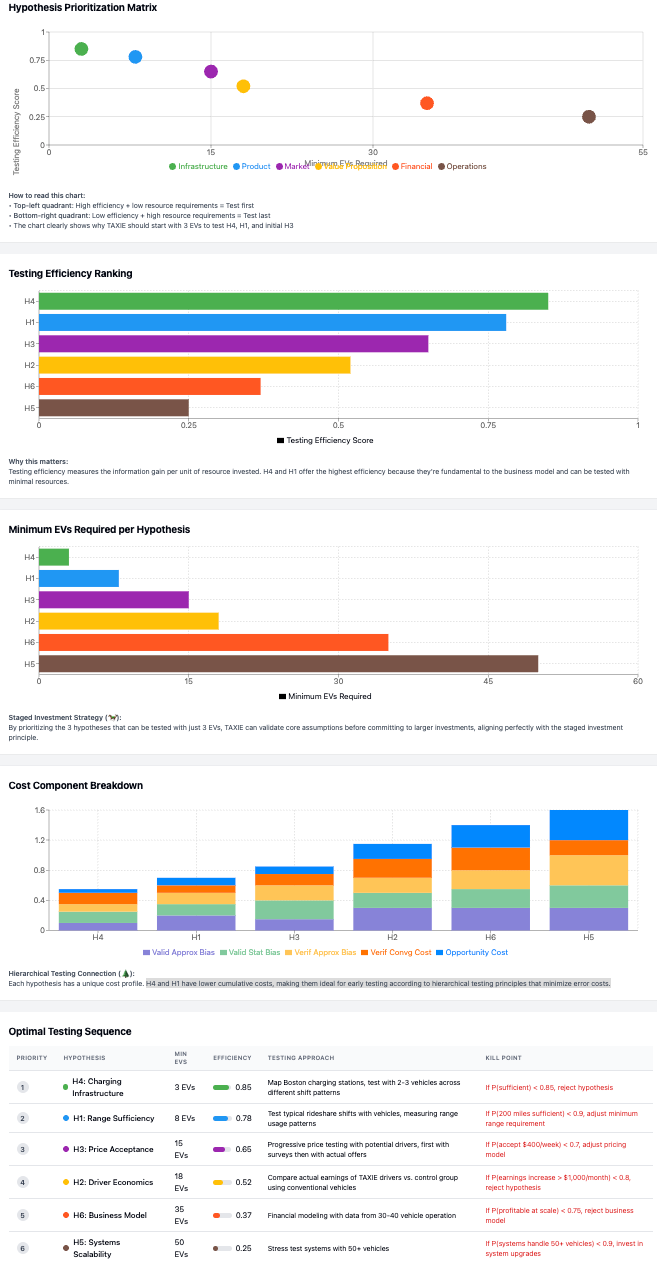 Hypothesis Prioritization Matrix
1
0.75
0.5
0.25
0
Testing Efficiency Score
0 15 30 55
Minimum EVs Required
Infrastructure Product Market Value Proposition Financial Operations
How to read this chart:
• Top-left quadrant: High efficiency + low resource requirements = Test first
• Bottom-right quadrant: Low efficiency + high resource requirements = Test last
• The chart clearly shows why TAXIE should start with 3 EVs to test H4, H1, and initial H3
Testing Efficiency Ranking
H4
H1
H3
H2
H6
H5
0 0.25 0.5 0.75 1
Testing Efficiency Score
Why this matters:
Testing efficiency measures the information gain per unit of resource invested. H4 and H1 offer the highest efficiency because they're fundamental to the business model and can be tested with
minimal resources.
Minimum EVs Required per Hypothesis
H4
H1
H3
H2
H6
H5
0 15 30 45 60
Minimum EVs Required
Staged Investment Strategy (🐅):
By prioritizing the 3 hypotheses that can be tested with just 3 EVs, TAXIE can validate core assumptions before committing to larger investments, aligning perfectly with the staged investment
principle.
Cost Component Breakdown
1.6
1.2
0.8
0.4
0
H4 H1 H3 H2 H6 H5
Valid Approx Bias Valid Stat Bias Verif Approx Bias Verif Convg Cost Opportunity Cost
Hierarchical Testing Connection (🌲):
Each hypothesis has a unique cost profile. H4 and H1 have lower cumulative costs, making them ideal for early testing according to hierarchical testing principles that minimize error costs.
Optimal Testing Sequence
PRIORITY HYPOTHESIS MIN EVS EFFICIENCY TESTING APPROACH KILL POINT
1 H4: Charging Infrastructure 3 EVs 0.85 Map Boston charging stations, test with 2-3 vehicles across different shift patterns If P(sufficient) < 0.85, reject hypothesis
2 H1: Range Sufficiency 8 EVs 0.78 Test typical rideshare shifts with vehicles, measuring range usage patterns If P(200 miles sufficient) < 0.9, adjust minimum range requirement
3 H3: Price Acceptance 15 EVs 0.65 Progressive price testing with potential drivers, first with surveys then with actual offers If P(accept $400/week) < 0.7, adjust pricing model
4 H2: Driver Economics 18 EVs 0.52 Compare actual earnings of TAXIE drivers vs. control group using conventional vehicles If P(earnings increase > $1,000/month) < 0.8, reject hypothesis
5 H6: Business Model 35 EVs 0.37 Financial modeling with data from 30-40 vehicle operation If P(profitable at scale) < 0.75, reject business model
6 H5: Systems Scalability 50 EVs 0.25 Stress test systems with 50+ vehicles If P(systems handle 50+ vehicles) < 0.9, invest in system upgrades